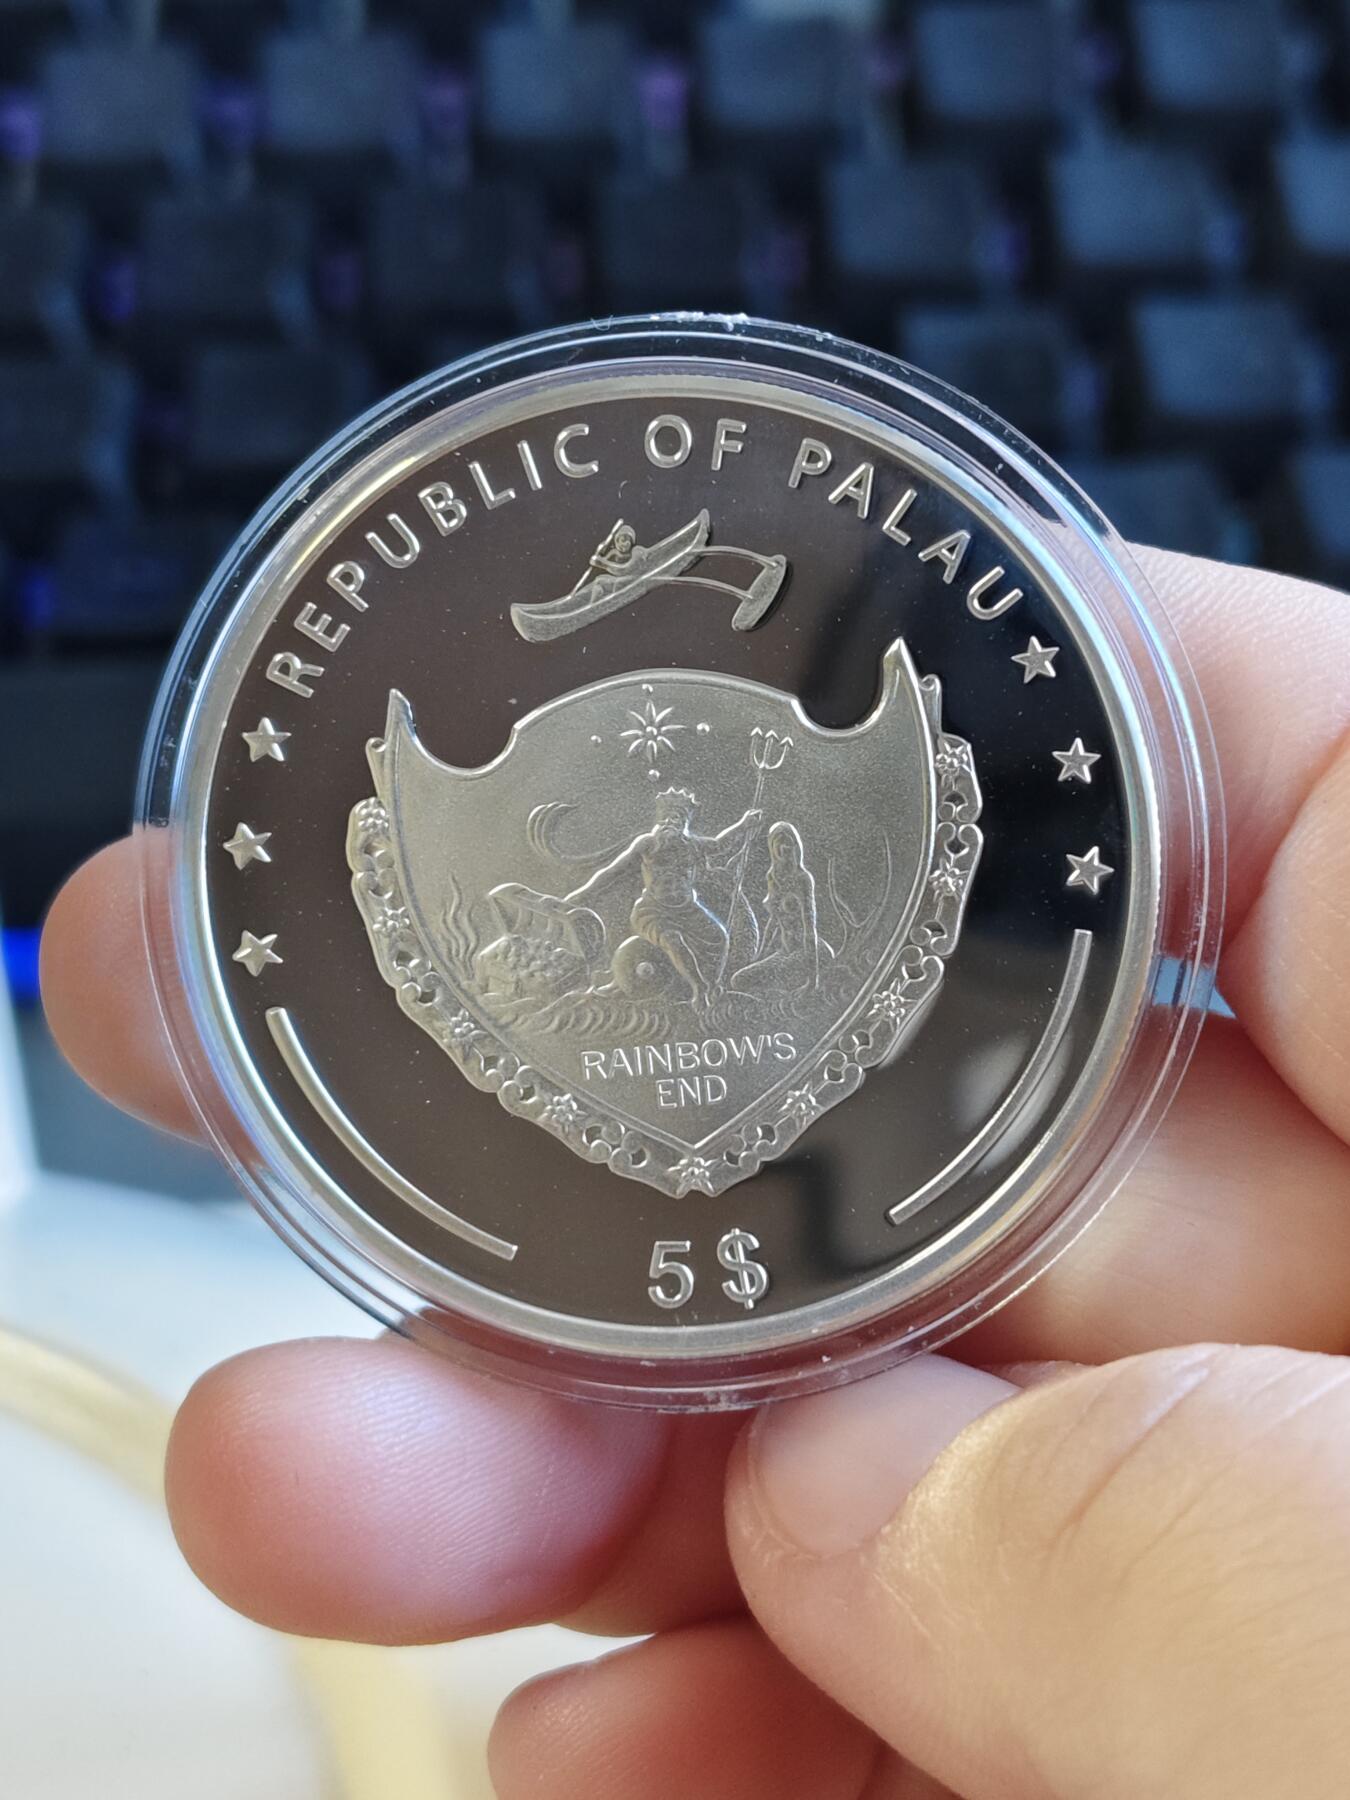 REPUBLIC OF PALAU
RAINBOW'S
END
5 $